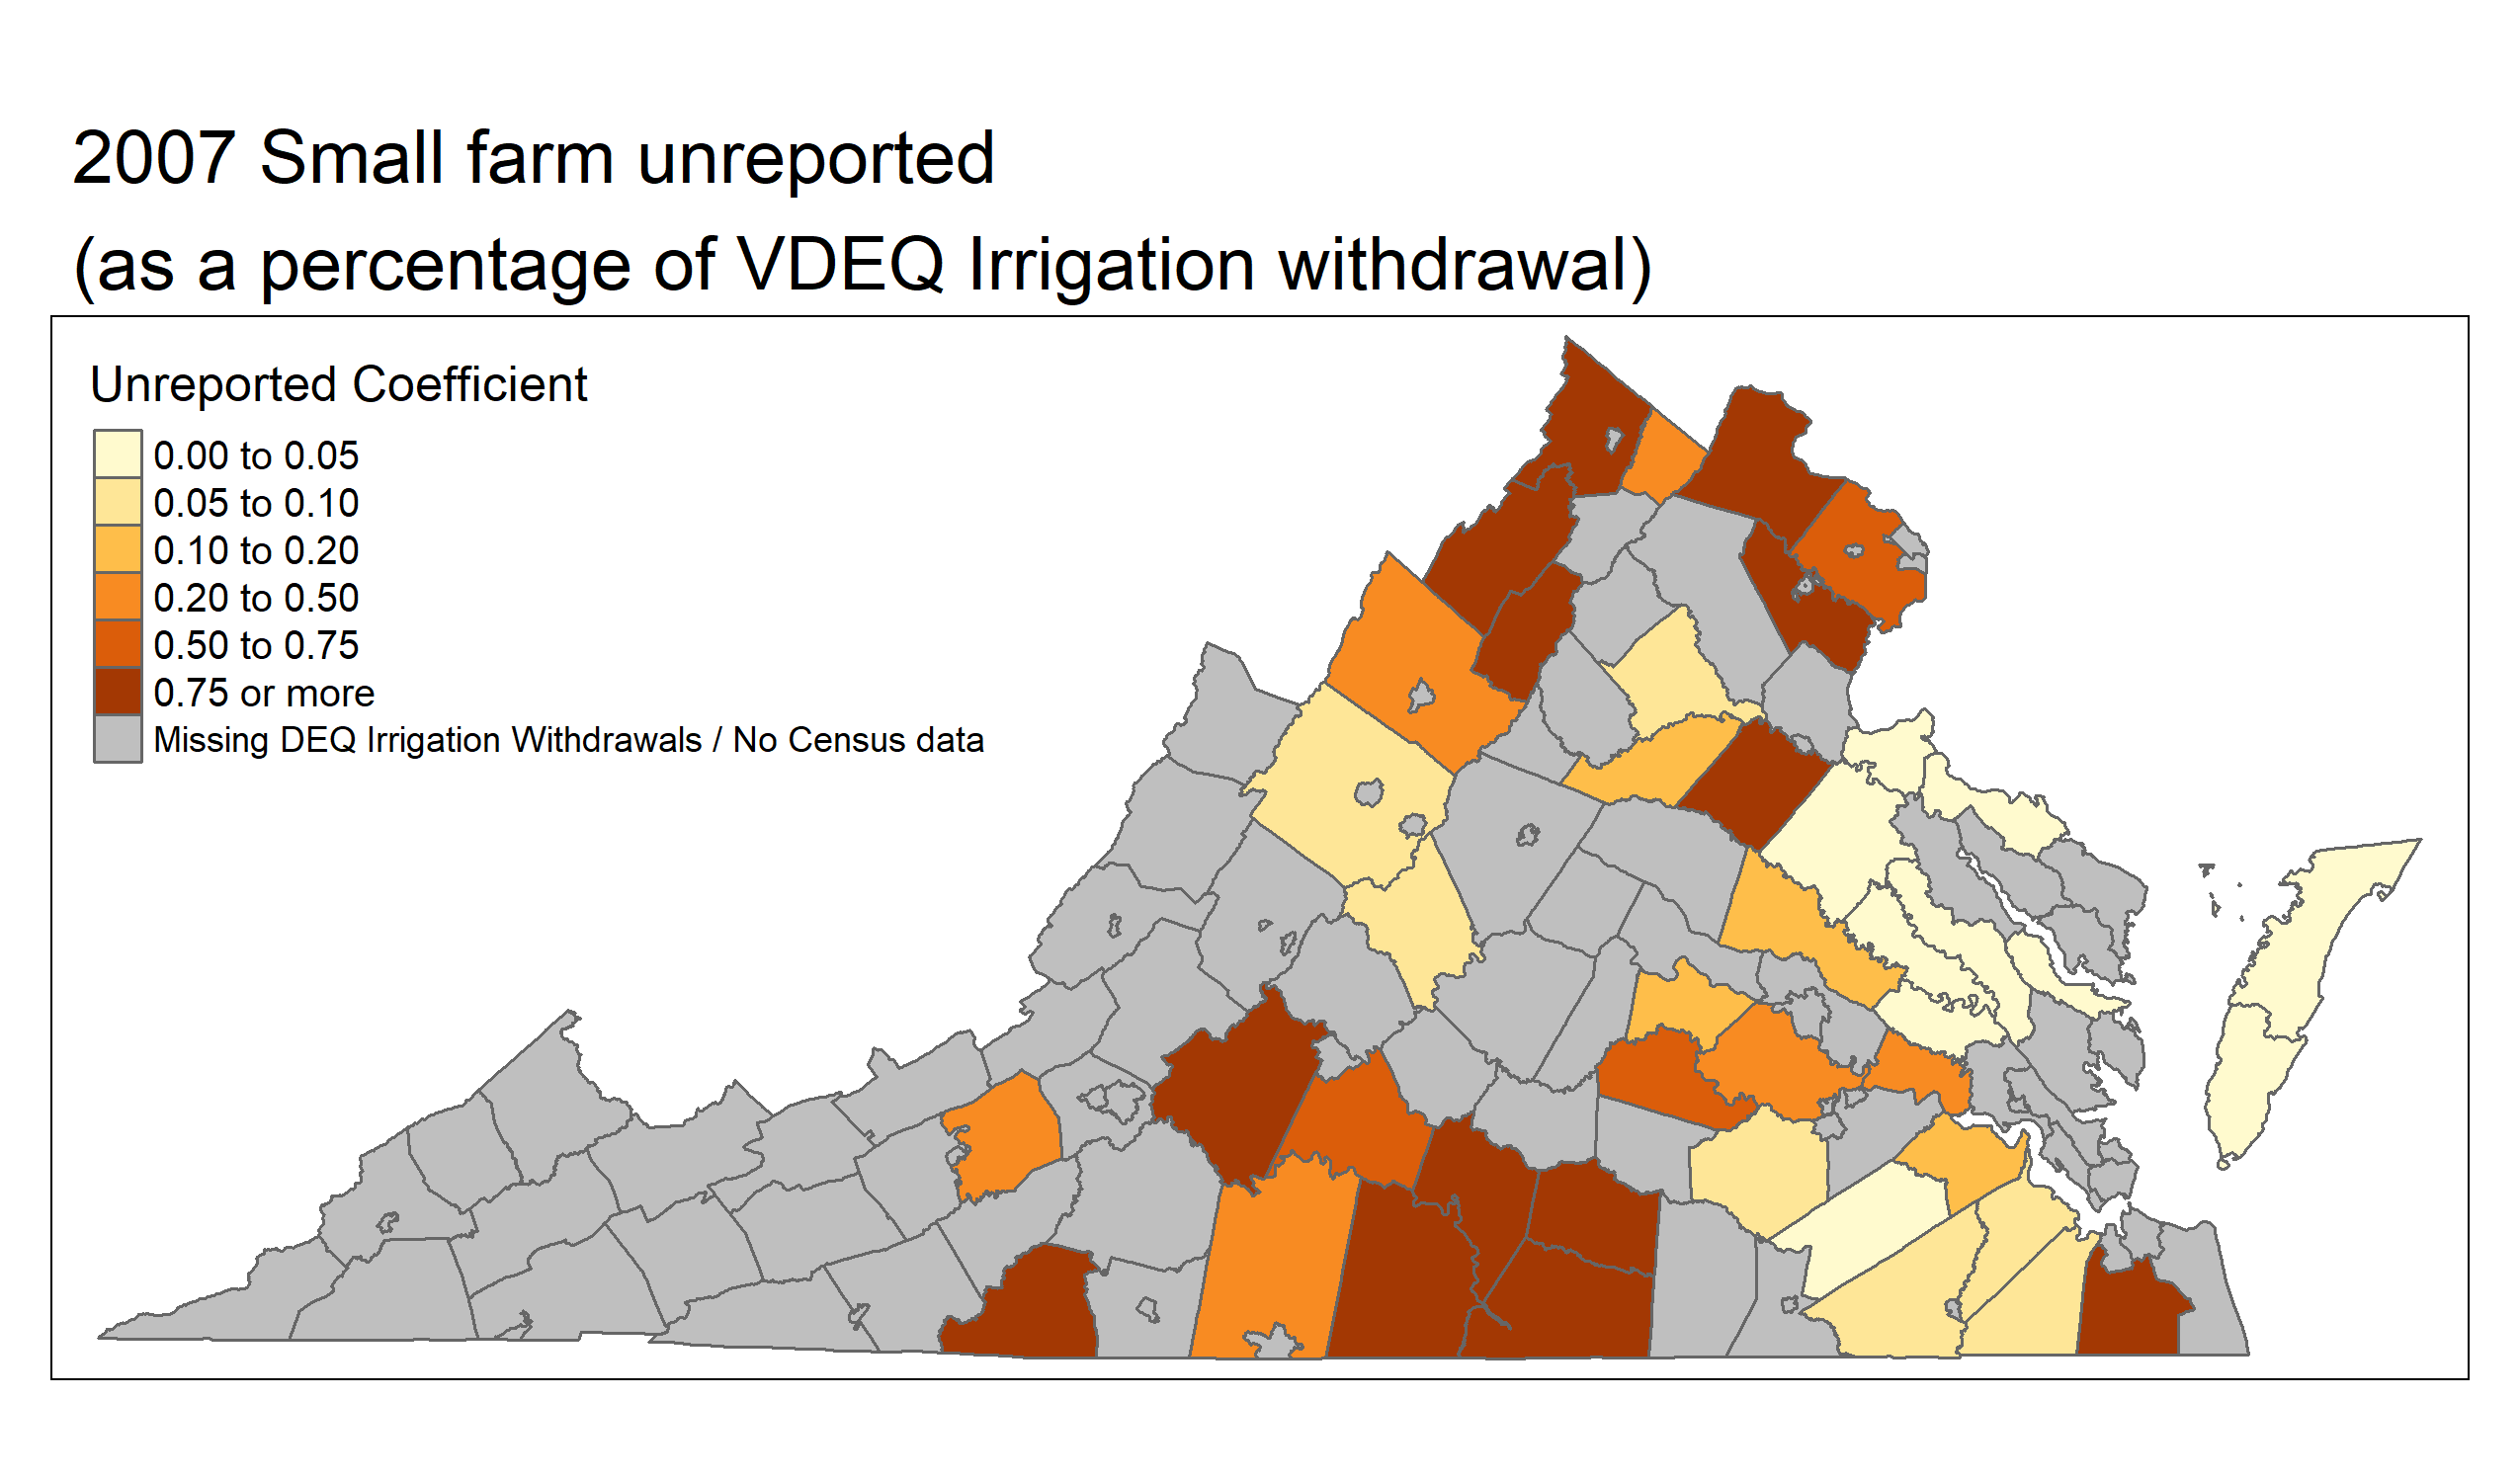 2007 Small farm unreported
(as a percentage of VDEQ Irrigation withdrawal)
Unreported Coefficient
0.00 to 0.05
0.05 to 0.10
0.10 to 0.20
0.20 to 0.50
0.50 to 0.75
0.75 or more
Missing DEQ Irrigation Withdrawals / No Census data